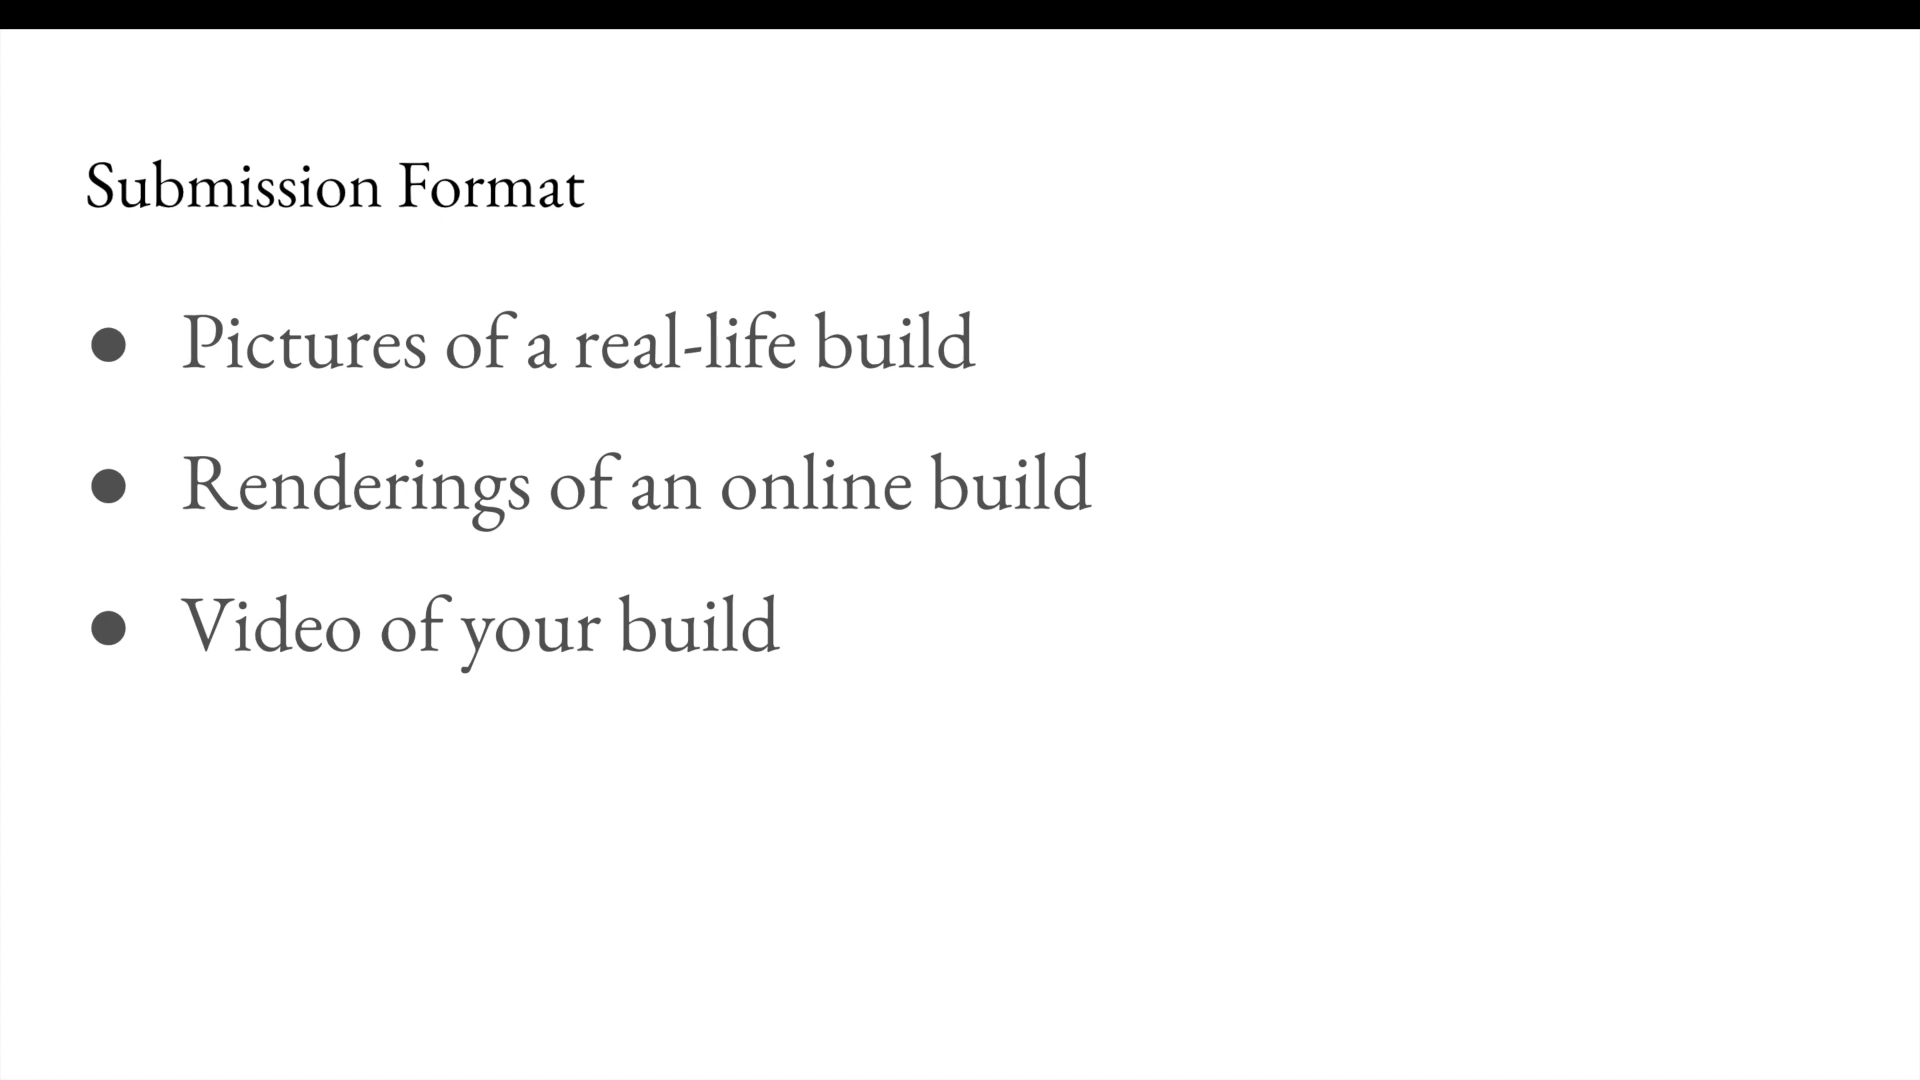 Submission Format
● Pictures of a real-life build
● Renderings of an online build
● Video of your build